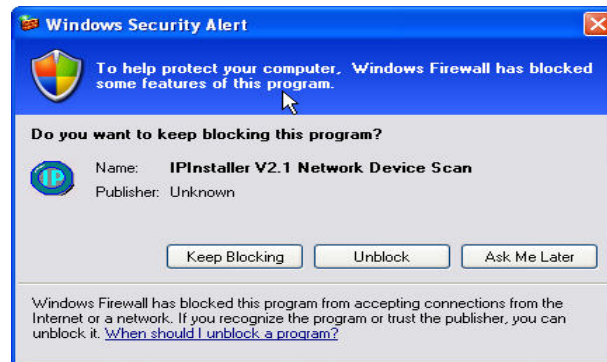 Windows Security Alert
To help protect your computer, Windows Firewall has blocked
some features of this program.
Do you want to keep blocking this program?
IP
Name: IPInstaller V2.1 Network Device Scan
Publisher: Unknown
Keep Blocking Unblock Ask Me Later
Windows Firewall has blocked this program from accepting connections from the
Internet or a network. If you recognize the program or trust the publisher, you can
unblock it. When should I unblock a program?